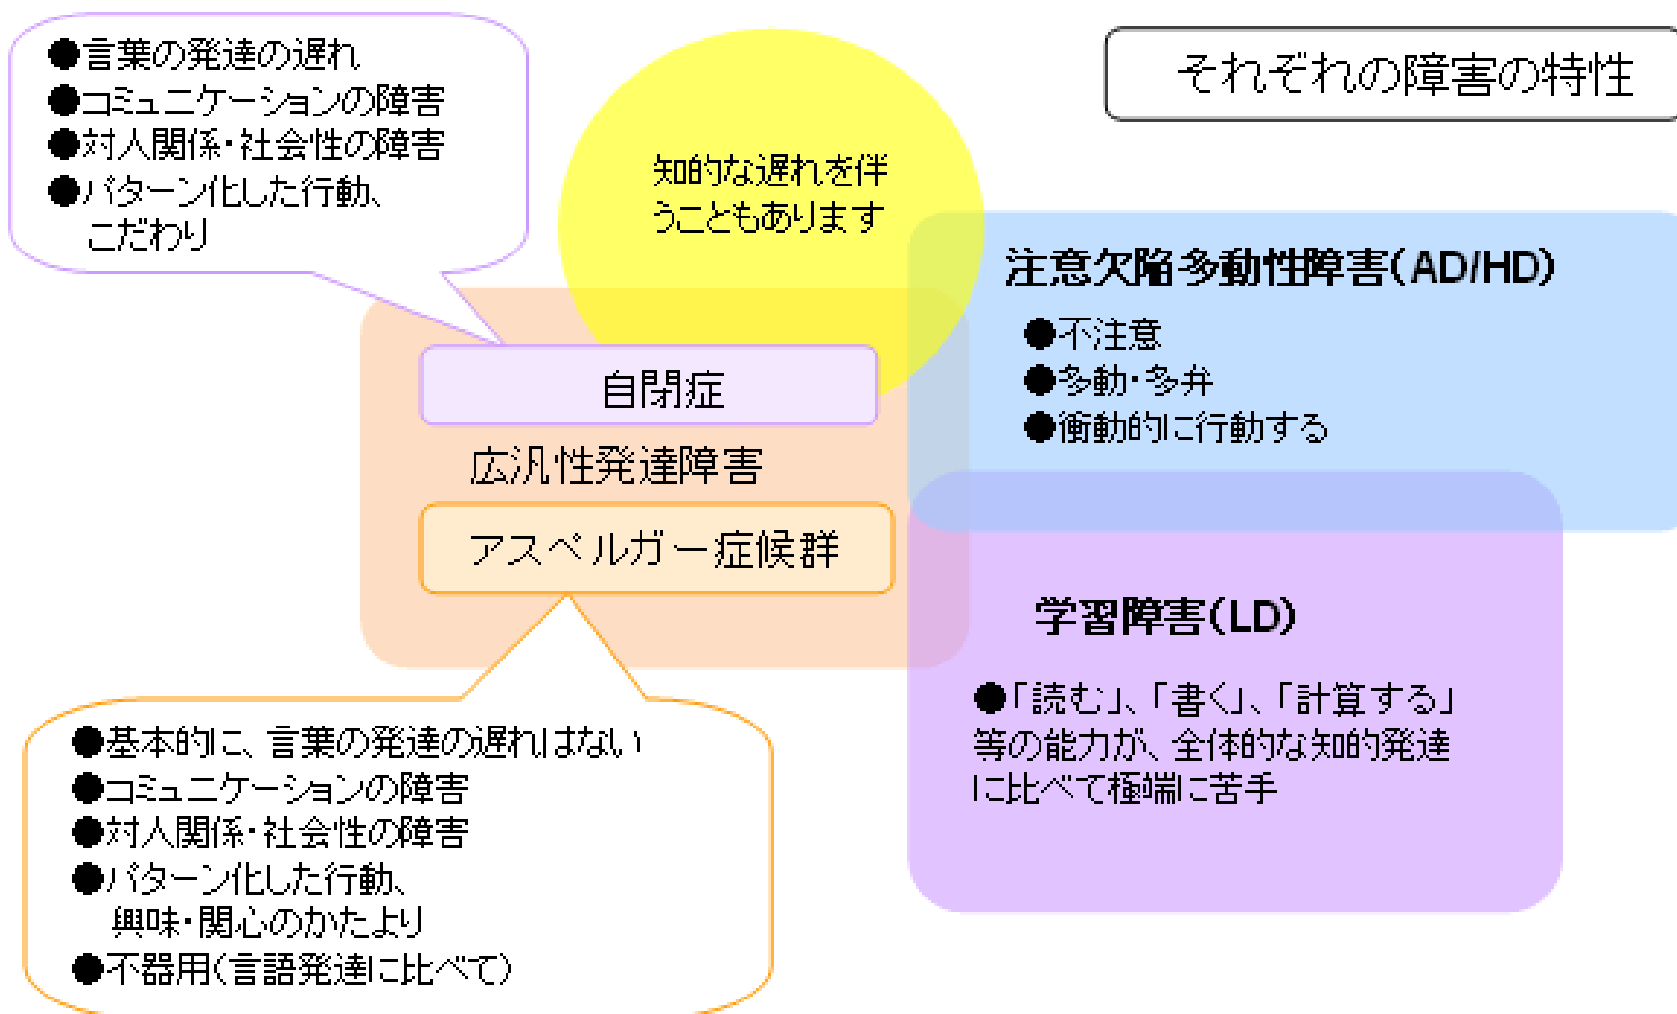 それぞれの障害の特性
●言葉の発達の遅れ
●コミュニケーションの障害
●対人関係・社会性の障害
●パターン化した行動、
こだわり
知的な遅れを伴
うこともあります
注意欠陥多動性障害(AD/HD)
●不注意
●多動・多弁
●衝動的に行動する
自閉症
広汎性発達障害
アスペルガー症候群
学習障害(LD)
●「読む」、「書く」、「計算する」
等の能力が、全体的な知的発達
に比べて極端に苦手
●基本的に、言葉の発達の遅れはない
●コミュニケーションの障害
●対人関係・社会性の障害
●パターン化した行動、
興味・関心のかたより
●不器用(言語発達に比べて)